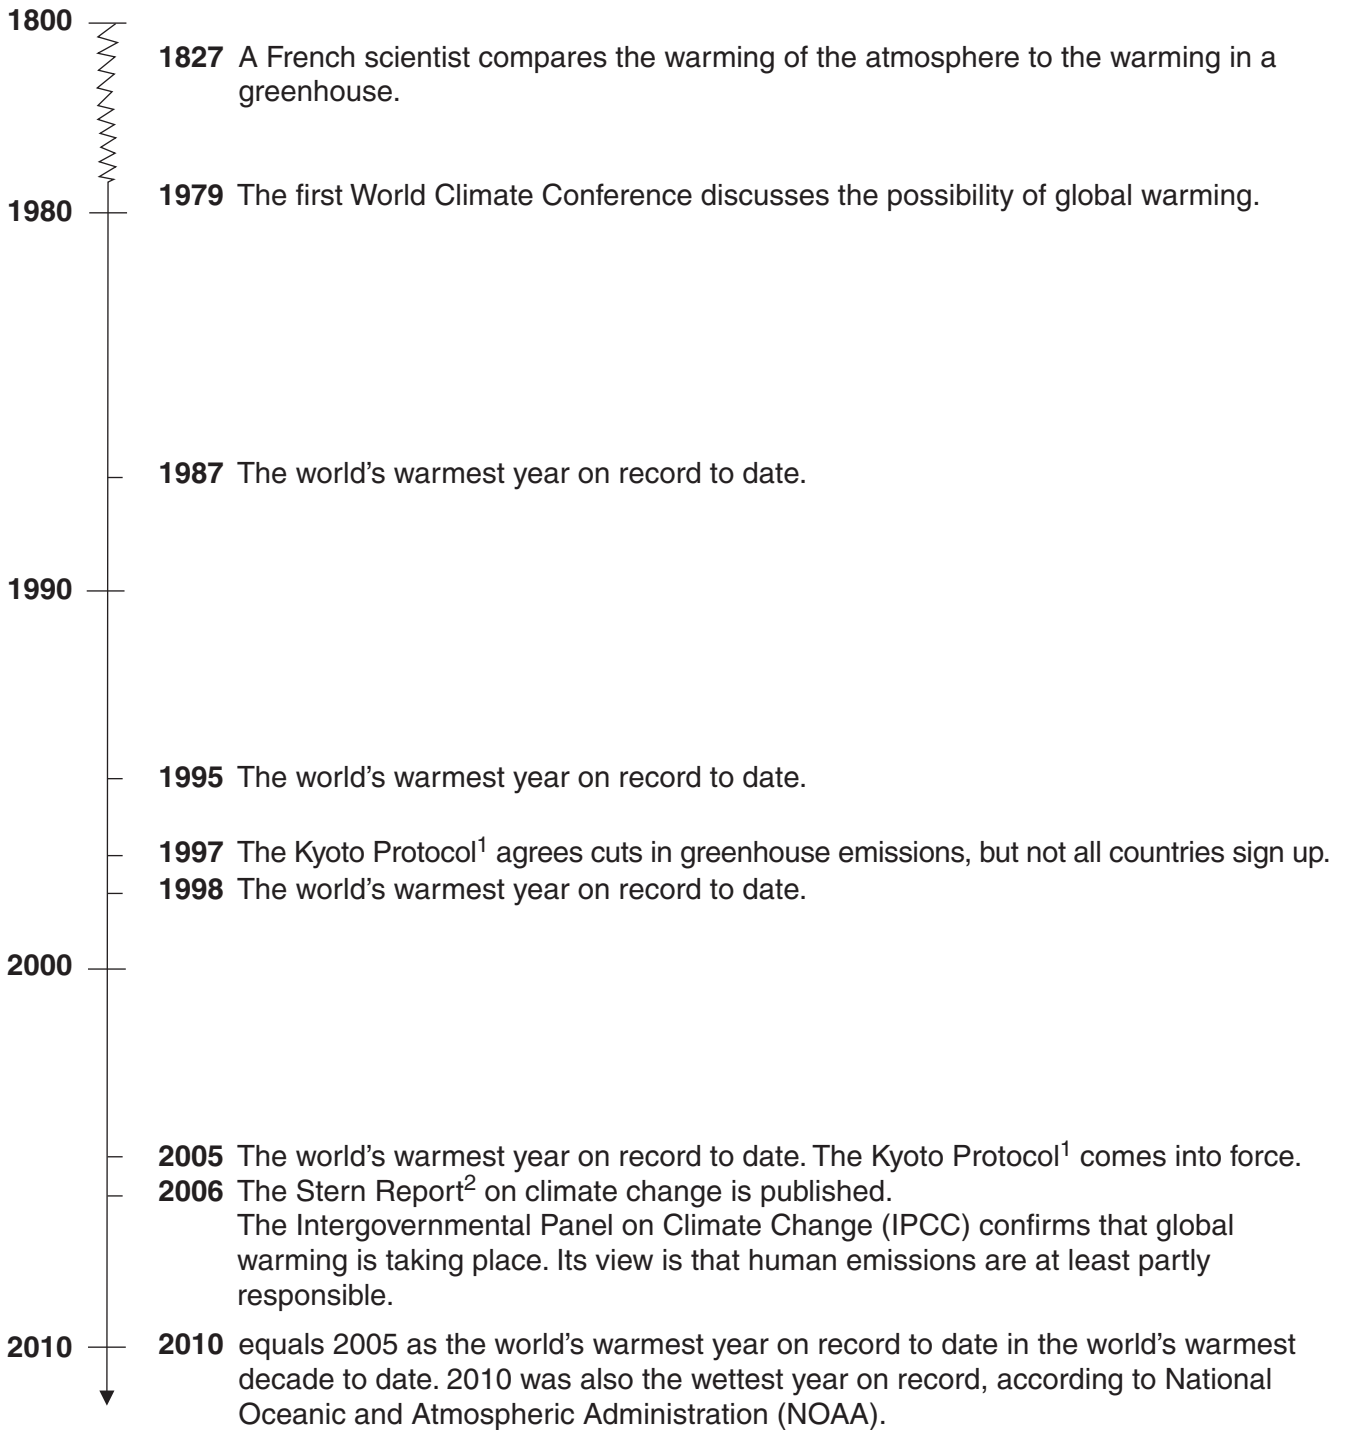 1800
1827 A French scientist compares the warming of the atmosphere to the warming in a
greenhouse.
1979 The first World Climate Conference discusses the possibility of global warming.
1980
1987 The world's warmest year on record to date.
1990
1995 The world's warmest year on record to date.
1997 The Kyoto Protocol¹ agrees cuts in greenhouse emissions, but not all countries sign up.
1998 The world's warmest year on record to date.
2000
2005 The world's warmest year on record to date. The Kyoto Protocol¹ comes into force.
2006 The Stern Report² on climate change is published.
The Intergovernmental Panel on Climate Change (IPCC) confirms that global
warming is taking place. Its view is that human emissions are at least partly
responsible.
2010
2010 equals 2005 as the world's warmest year on record to date in the world's warmest
decade to date. 2010 was also the wettest year on record, according to National
Oceanic and Atmospheric Administration (NOAA).